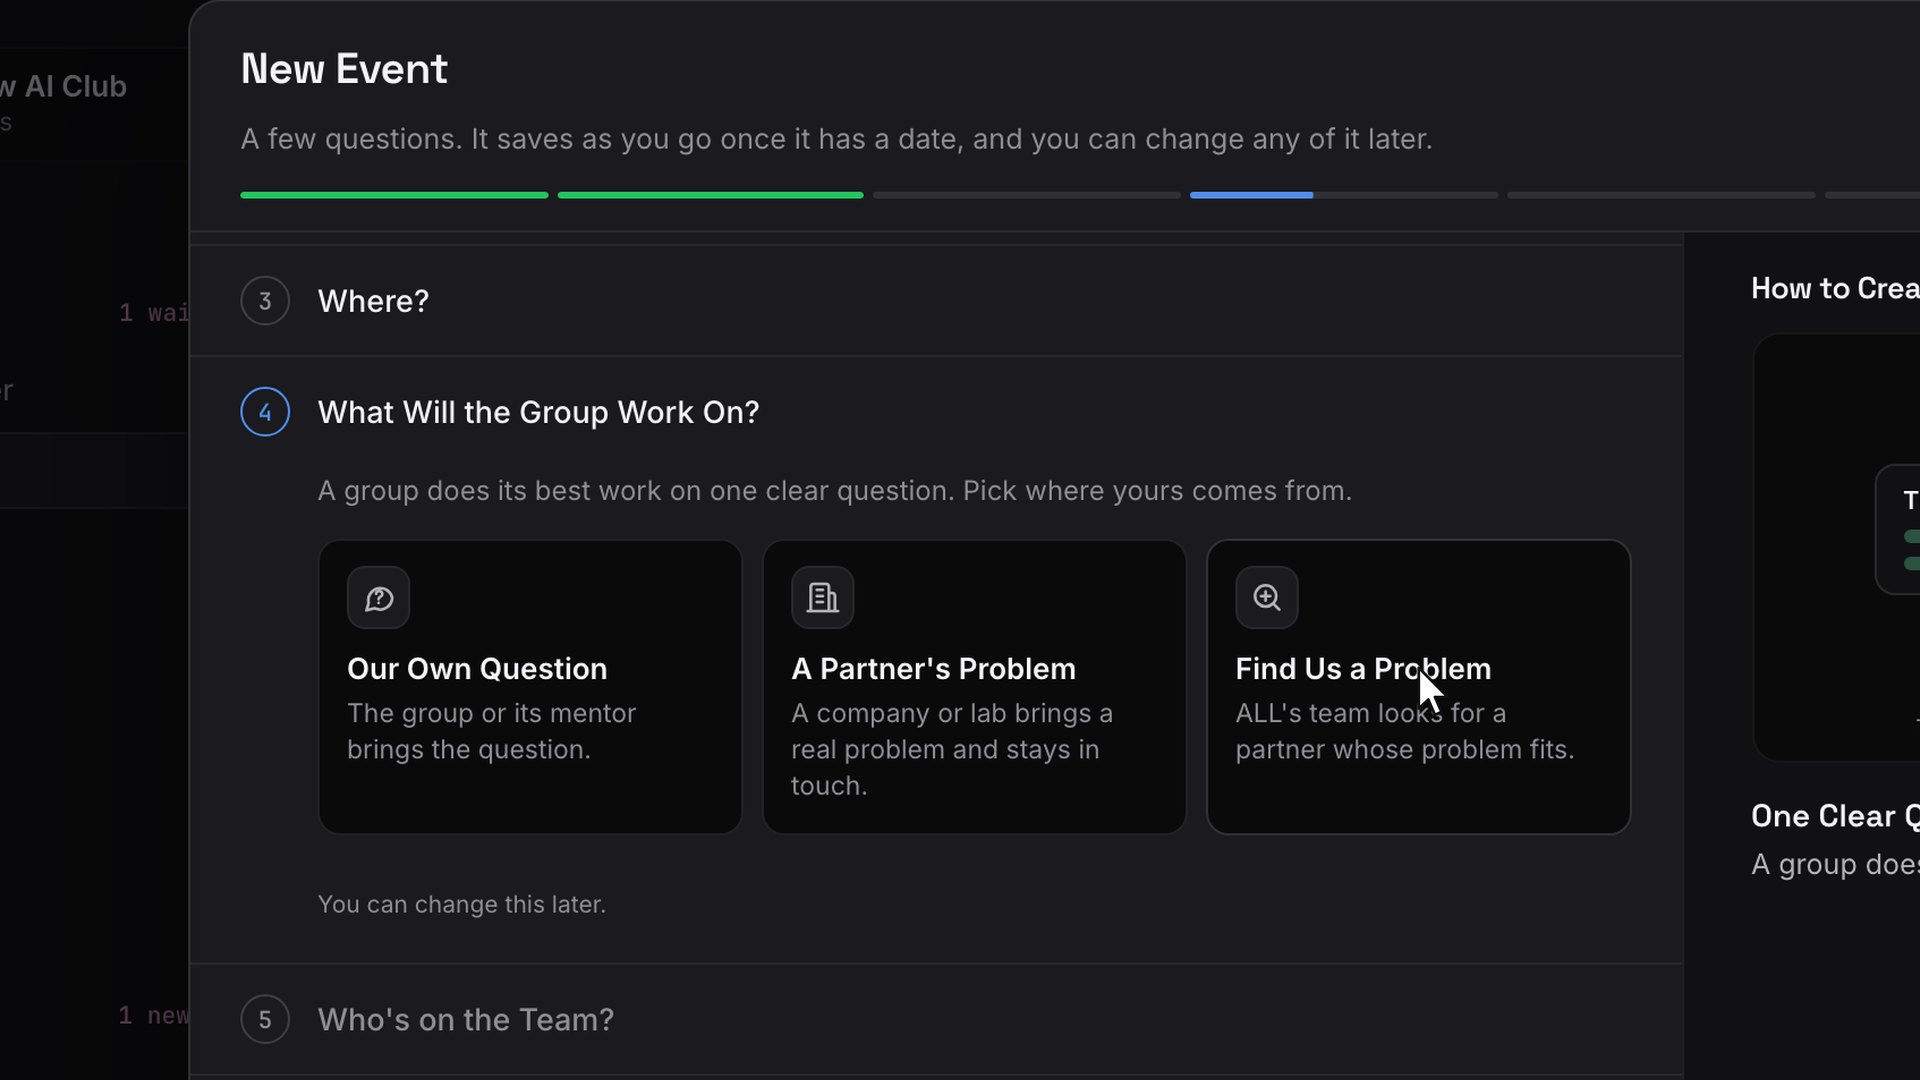 New Event
A few questions. It saves as you go once it has a date, and you can change any of it later.
w AI Club
s
1 wai
er
1 new
3
Where?
4
What Will the Group Work On?
A group does its best work on one clear question. Pick where yours comes from.
Our Own Question
The group or its mentor
brings the question.
A Partner's Problem
A company or lab brings a
real problem and stays in
touch.
Find Us a Problem
ALL's team looks for a
partner whose problem fits.
You can change this later.
5
Who's on the Team?
How to Crea
T
One Clear Q
A group does